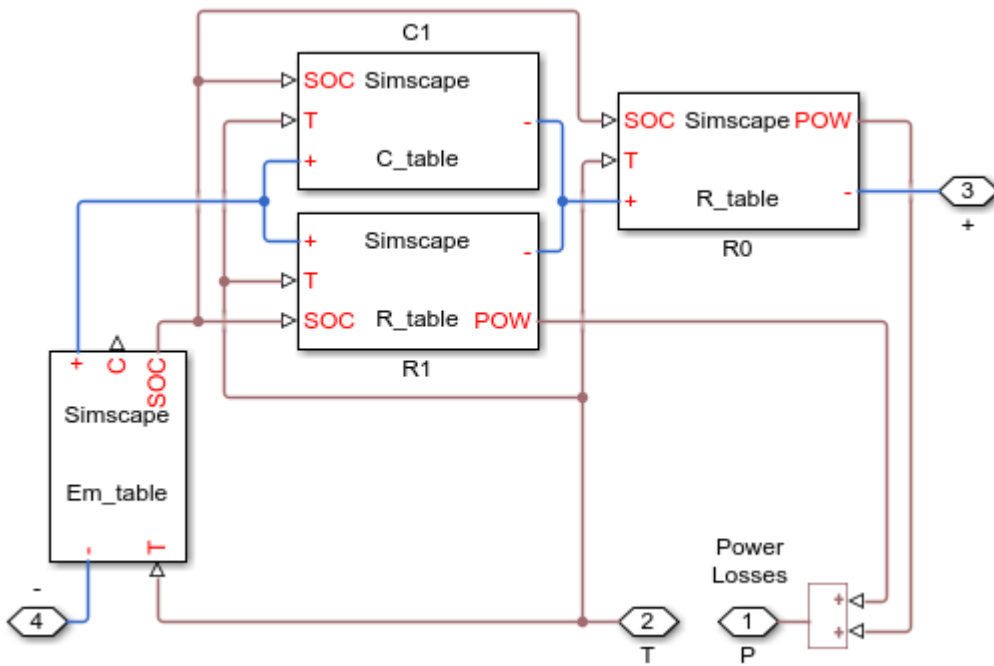 C1
SOC Simscape
T
C_table
+
-
Simscape
+
-
T
SOC R_table POW
R1
SOC Simscape POW
T
+
R_table
-
R0
3
+
+
C
SOC
Simscape
Em_table
-
T
-
4
2
T
Power
Losses
1
P
+
+